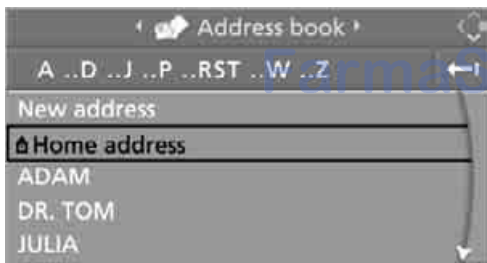 Address book
A ..D ..J ..P ..RST ..W ..Z
New address
Home address
ADAM
DR. TOM
JULIA